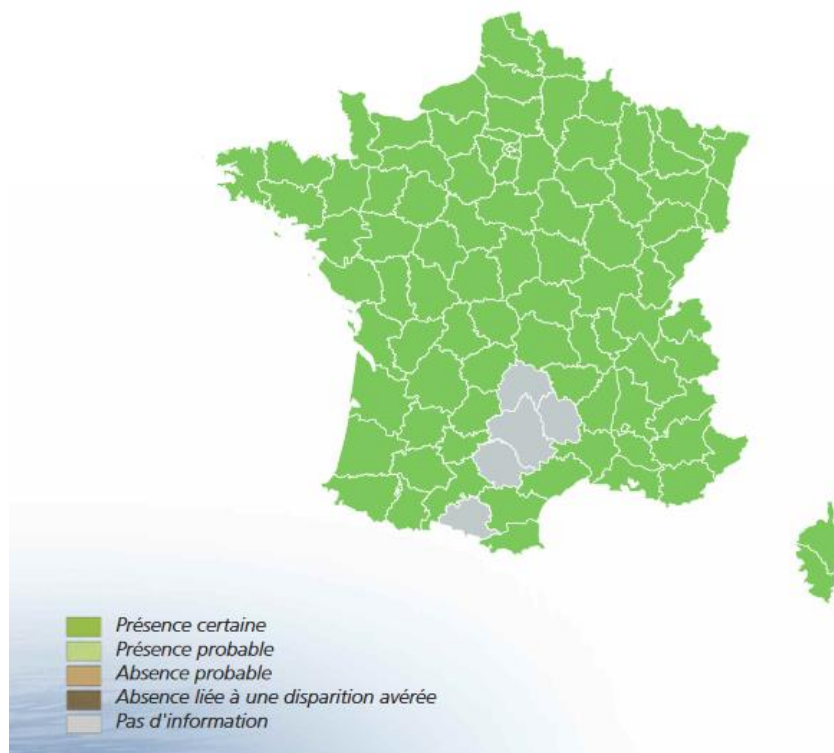 Présence certaine
Présence probable
Absence probable
Absence liée à une disparition avérée
Pas d'information